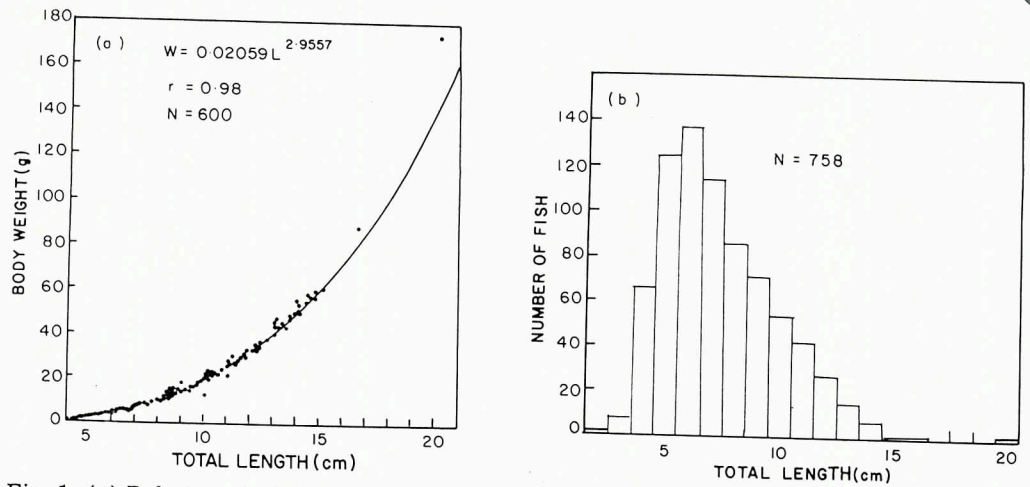 180
160
140
120
100
80
60
40
20
0
BODY WEIGHT (g)
(a)
W = 0·02059L^2·9557
r = 0·98
N = 600
5 10 15 20
TOTAL LENGTH (cm)
140
120
100
80
60
40
20
0
NUMBER OF FISH
(b)
N = 758
5 10 15 20
TOTAL LENGTH(cm)